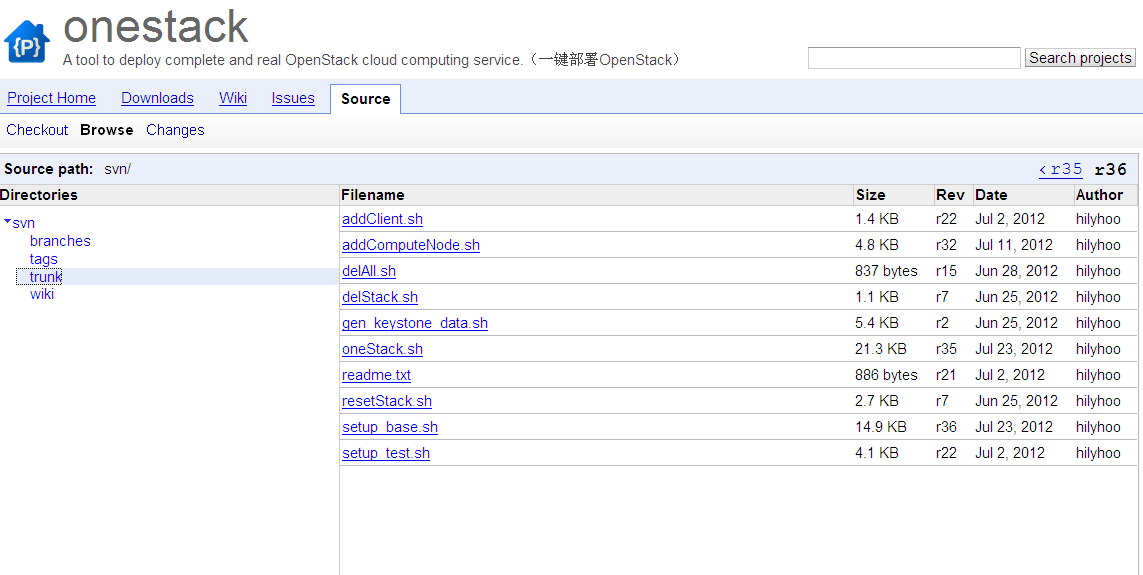 {P}
onestack
A tool to deploy complete and real OpenStack cloud computing service.（一键部署OpenStack）
Search projects
Project Home Downloads Wiki Issues Source
Checkout Browse Changes
Source path: svn/ ‹r35 r36
Directories Filename Size Rev Date Author
svn
branches
tags
trunk
wiki
addClient.sh 1.4 KB r22 Jul 2, 2012 hilyhoo
addComputeNode.sh 4.8 KB r32 Jul 11, 2012 hilyhoo
delAll.sh 837 bytes r15 Jun 28, 2012 hilyhoo
delStack.sh 1.1 KB r7 Jun 25, 2012 hilyhoo
gen_keystone_data.sh 5.4 KB r2 Jun 25, 2012 hilyhoo
oneStack.sh 21.3 KB r35 Jul 23, 2012 hilyhoo
readme.txt 886 bytes r21 Jul 2, 2012 hilyhoo
resetStack.sh 2.7 KB r7 Jun 25, 2012 hilyhoo
setup_base.sh 14.9 KB r36 Jul 23, 2012 hilyhoo
setup_test.sh 4.1 KB r22 Jul 2, 2012 hilyhoo